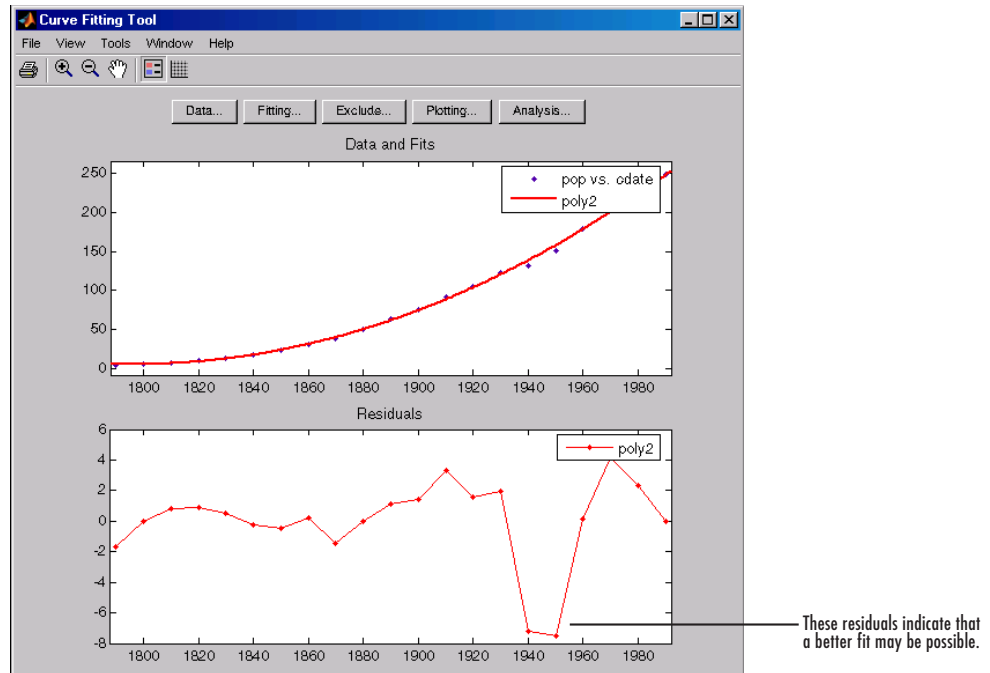 Curve Fitting Tool
File View Tools Window Help
Data... Fitting... Exclude... Plotting... Analysis...
Data and Fits
250
200
150
100
50
0
pop vs. cdate
poly2
1800 1820 1840 1860 1880 1900 1920 1940 1960 1980
Residuals
6
4
2
0
-2
-4
-6
-8
poly2
1800 1820 1840 1860 1880 1900 1920 1940 1960 1980
These residuals indicate that
a better fit may be possible.